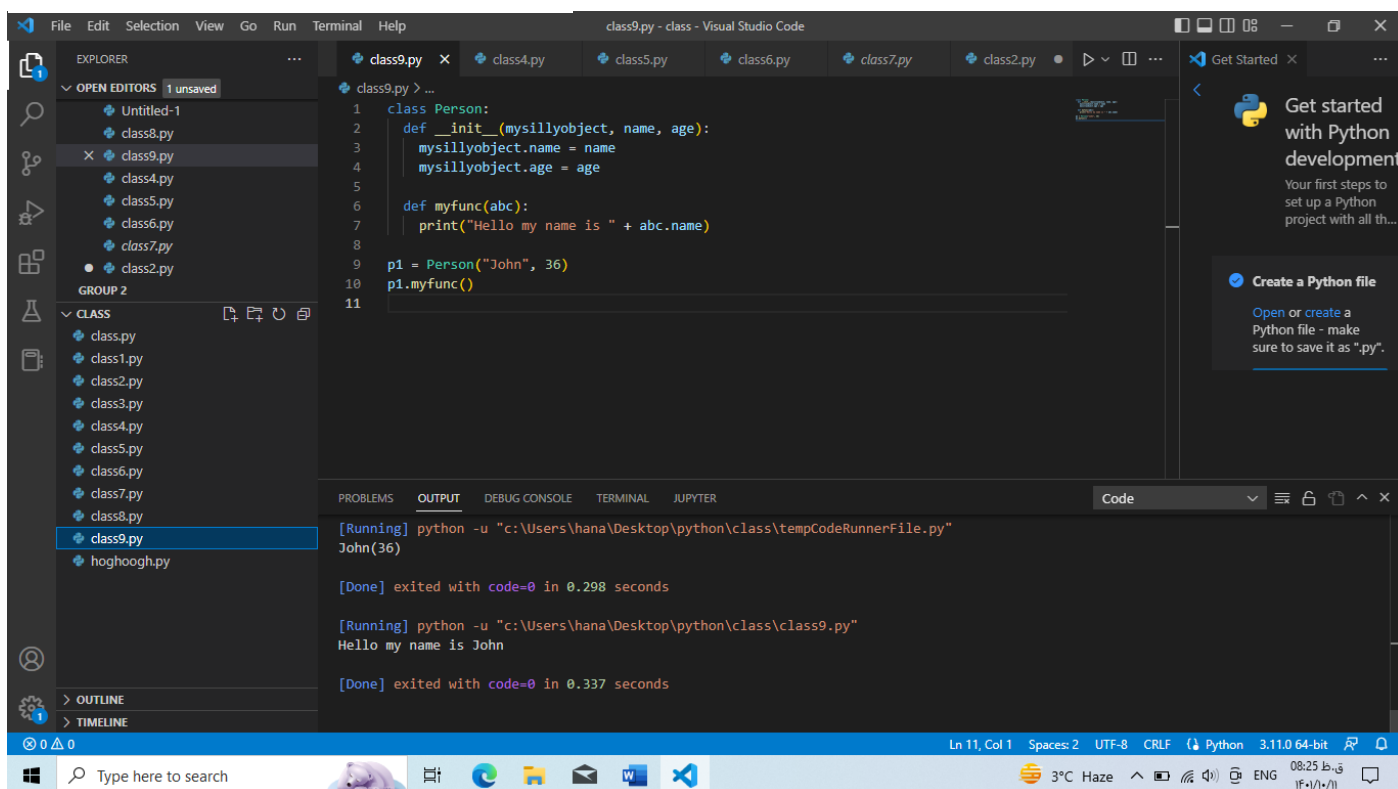 File Edit Selection View Go Run Terminal Help
class9.py - class - Visual Studio Code
EXPLORER
OPEN EDITORS 1 unsaved
Untitled-1
class8.py
class9.py
class4.py
class5.py
class6.py
class7.py
class2.py
GROUP 2
CLASS
class.py
class1.py
class2.py
class3.py
class4.py
class5.py
class6.py
class7.py
class8.py
class9.py
hoghoogh.py
OUTLINE
TIMELINE
class9.py class4.py class5.py class6.py class7.py class2.py
class9.py > ...
1 class Person:
2 def __init__(mysillyobject, name, age):
3 mysillyobject.name = name
4 mysillyobject.age = age
5
6 def myfunc(abc):
7 print("Hello my name is " + abc.name)
8
9 p1 = Person("John", 36)
10 p1.myfunc()
11
Get Started
Get started
with Python
development
Your first steps to
set up a Python
project with all th...
Create a Python file
Open or create a
Python file - make
sure to save it as ".py".
PROBLEMS OUTPUT DEBUG CONSOLE TERMINAL JUPYTER
Code
[Running] python -u "c:\Users\hana\Desktop\python\class\tempCodeRunnerFile.py"
John(36)
[Done] exited with code=0 in 0.298 seconds
[Running] python -u "c:\Users\hana\Desktop\python\class\class9.py"
Hello my name is John
[Done] exited with code=0 in 0.337 seconds
0 0
Ln 11, Col 1 Spaces: 2 UTF-8 CRLF Python 3.11.0 64-bit
Type here to search
3°C Haze
ENG
08:25 ق.ظ
۱۴۰۱/۱۰/۱۱